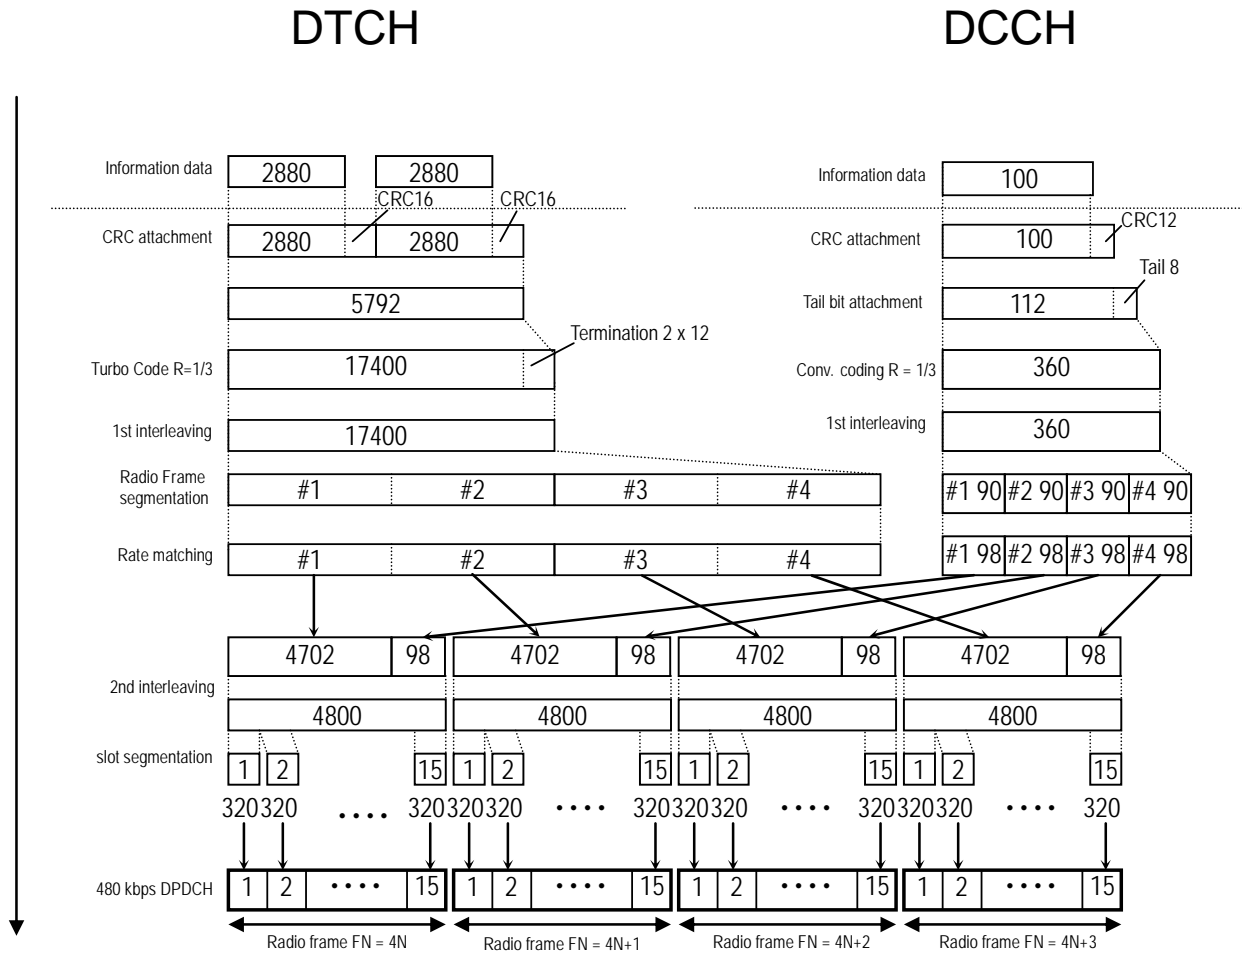 DTCH DCCH
Information data 2880 2880 Information data 100
CRC16 CRC16
CRC attachment 2880 2880 CRC attachment 100 CRC12
Tail 8
5792 Tail bit attachment 112
Termination 2 x 12
Turbo Code R=1/3 17400 Conv. coding R = 1/3 360
1st interleaving 17400 1st interleaving 360
Radio Frame
segmentation #1 #2 #3 #4 #1 90 #2 90 #3 90 #4 90
Rate matching #1 #2 #3 #4 #1 98 #2 98 #3 98 #4 98
4702 98 4702 98 4702 98 4702 98
2nd interleaving
4800 4800 4800 4800
slot segmentation 1 2 15 1 2 15 1 2 15 1 2 15
320 320 •••• 320 320 320 •••• 320 320 320 •••• 320 320 320 •••• 320
480 kbps DPDCH 1 2 •••• 15 1 2 •••• 15 1 2 •••• 15 1 2 •••• 15
Radio frame FN = 4N Radio frame FN = 4N+1 Radio frame FN = 4N+2 Radio frame FN = 4N+3